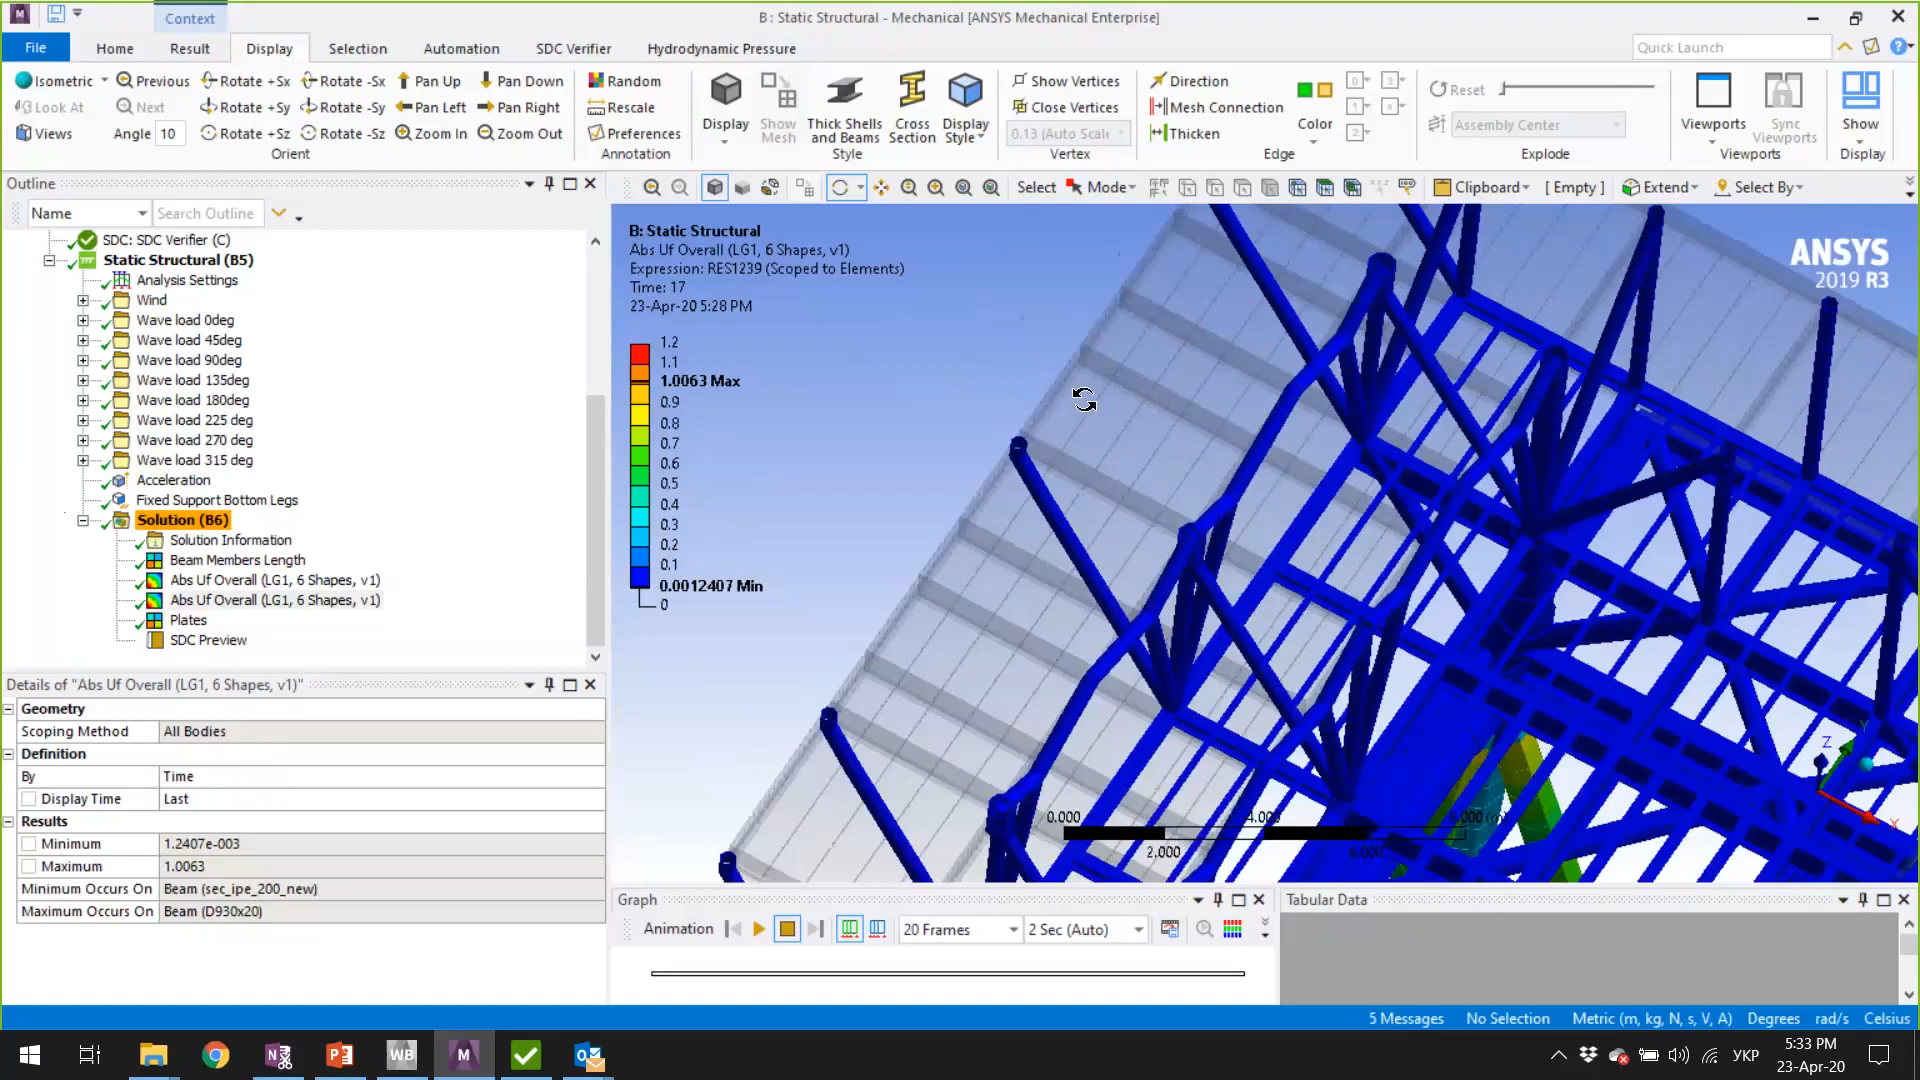 Context
B : Static Structural - Mechanical [ANSYS Mechanical Enterprise]
File Home Result Display Selection Automation SDC Verifier Hydrodynamic Pressure
Quick Launch
Isometric Previous Rotate +Sx Rotate -Sx Pan Up Pan Down
Look At Next Rotate +Sy Rotate -Sy Pan Left Pan Right
Views Angle 10 Rotate +Sz Rotate -Sz Zoom In Zoom Out
Orient
Random
Rescale
Preferences
Annotation
Display
Show Mesh
Thick Shells and Beams
Cross Section
Display Style
Style
Show Vertices
Close Vertices
0.13 (Auto Scale
Vertex
Direction
Mesh Connection
Thicken
Color
Edge
Reset
Assembly Center
Explode
Viewports
Sync Viewports
Viewports
Show
Display
Outline
Name Search Outline
Select Mode Clipboard [ Empty ] Extend Select By
SDC: SDC Verifier (C)
Static Structural (B5)
Analysis Settings
Wind
Wave load 0deg
Wave load 45deg
Wave load 90deg
Wave load 135deg
Wave load 180deg
Wave load 225 deg
Wave load 270 deg
Wave load 315 deg
Acceleration
Fixed Support Bottom Legs
Solution (B6)
Solution Information
Beam Members Length
Abs Uf Overall (LG1, 6 Shapes, v1)
Abs Uf Overall (LG1, 6 Shapes, v1)
Plates
SDC Preview
B: Static Structural
Abs Uf Overall (LG1, 6 Shapes, v1)
Expression: RES1239 (Scoped to Elements)
Time: 17
23-Apr-20 5:28 PM
1.2
1.1
1.0063 Max
0.9
0.8
0.7
0.6
0.5
0.4
0.3
0.2
0.1
0.0012407 Min
0
ANSYS
2019 R3
Z
Y
X
0.000 4.000 8.000 (m)
2.000 6.000
Details of "Abs Uf Overall (LG1, 6 Shapes, v1)"
Geometry
Scoping Method All Bodies
Definition
By Time
Display Time Last
Results
Minimum 1.2407e-003
Maximum 1.0063
Minimum Occurs On Beam (sec_ipe_200_new)
Maximum Occurs On Beam (D930x20)
Graph
Animation 20 Frames 2 Sec (Auto)
Tabular Data
5 Messages No Selection Metric (m, kg, N, s, V, A) Degrees rad/s Celsius
УКР
5:33 PM
23-Apr-20